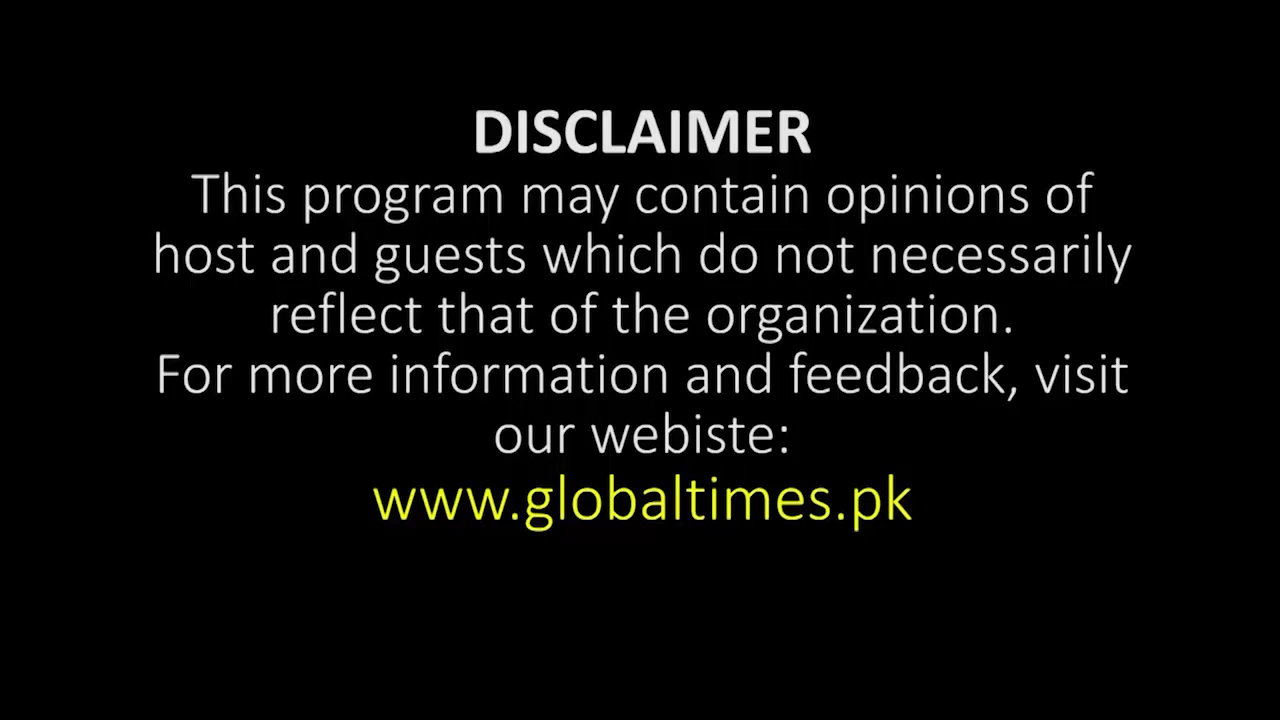 DISCLAIMER
This program may contain opinions of
host and guests which do not necessarily
reflect that of the organization.
For more information and feedback, visit
our webiste:
www.globaltimes.pk